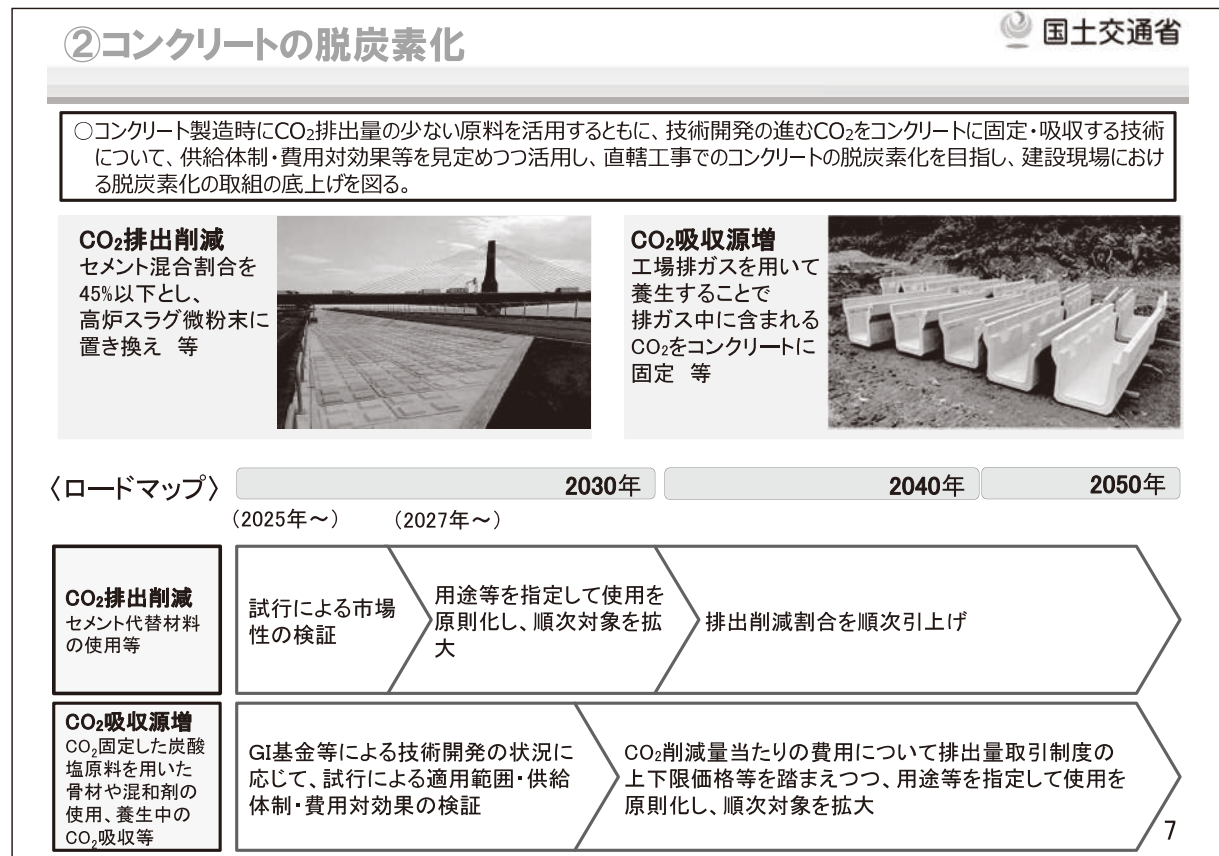 ②コンクリートの脱炭素化
国土交通省
○コンクリート製造時にCO₂排出量の少ない原料を活用するともに、技術開発の進むCO₂をコンクリートに固定・吸収する技術
について、供給体制・費用対効果等を見定めつつ活用し、直轄工事でのコンクリートの脱炭素化を目指し、建設現場におけ
る脱炭素化の取組の底上げを図る。
CO₂排出削減
セメント混合割合を
45%以下とし、
高炉スラグ微粉末に
置き換え 等
CO₂吸収源増
工場排ガスを用いて
養生することで
排ガス中に含まれる
CO₂をコンクリートに
固定 等
〈ロードマップ〉
2030年
2040年
2050年
(2025年~)
(2027年~)
CO₂排出削減
セメント代替材料
の使用等
試行による市場
性の検証
用途等を指定して使用を
原則化し、順次対象を拡
大
排出削減割合を順次引上げ
CO₂吸収源増
CO₂固定した炭酸
塩原料を用いた
骨材や混和剤の
使用、養生中の
CO₂吸収等
GI基金等による技術開発の状況に
応じて、試行による適用範囲・供給
体制・費用対効果の検証
CO₂削減量当たりの費用について排出量取引制度の
上下限価格等を踏まえつつ、用途等を指定して使用を
原則化し、順次対象を拡大
7